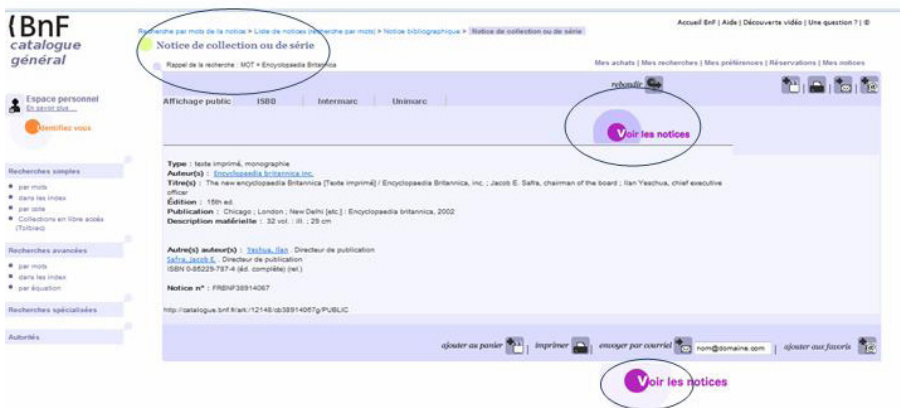 {BnF
catalogue
général
Accueil BnF | Aide | Découverte vidéo | Une question ? | ©
Recherche par mots de la notice > Liste de notices (recherche par mots) > Notice bibliographique > Notice de collection ou de série
Notice de collection ou de série
Rappel de la recherche : MOT = Encyclopaedia Britannica
Mes achats | Mes recherches | Mes préférences | Réservations | Mes notices
rebondir
Espace personnel
En savoir plus ...
Identifiez vous
Affichage public
ISBD
Intermarc
Unimarc
Voir les notices
Recherches simples
par mots
dans les index
par cote
Collections en libre accès
(Tolbiac)
Recherches avancées
par mots
dans les index
par équation
Recherches spécialisées
Autorités
Type : texte imprimé, monographie
Auteur(s) : Encyclopaedia britannica inc.
Titre(s) : The new encyclopaedia Britannica [Texte imprimé] / Encyclopaedia Britannica, inc. ; Jacob E. Safra, chairman of the board ; Ilan Yeschua, chief executive
officer
Édition : 15th ed.
Publication : Chicago ; London ; New Delhi [etc.] : Encyclopaedia britannica, 2002
Description matérielle : 32 vol. : ill. ; 29 cm
Autre(s) auteur(s) : Yeshua, Ilan . Directeur de publication
Safra, Jacob E. . Directeur de publication
ISBN 0-85229-787-4 (éd. complète) (rel.)
Notice n° : FRBNF38914067
http://catalogue.bnf.fr/ark:/12148/cb38914067g/PUBLIC
ajouter au panier | imprimer | envoyer par courriel nom@domaine.com | ajouter aux favoris
Voir les notices